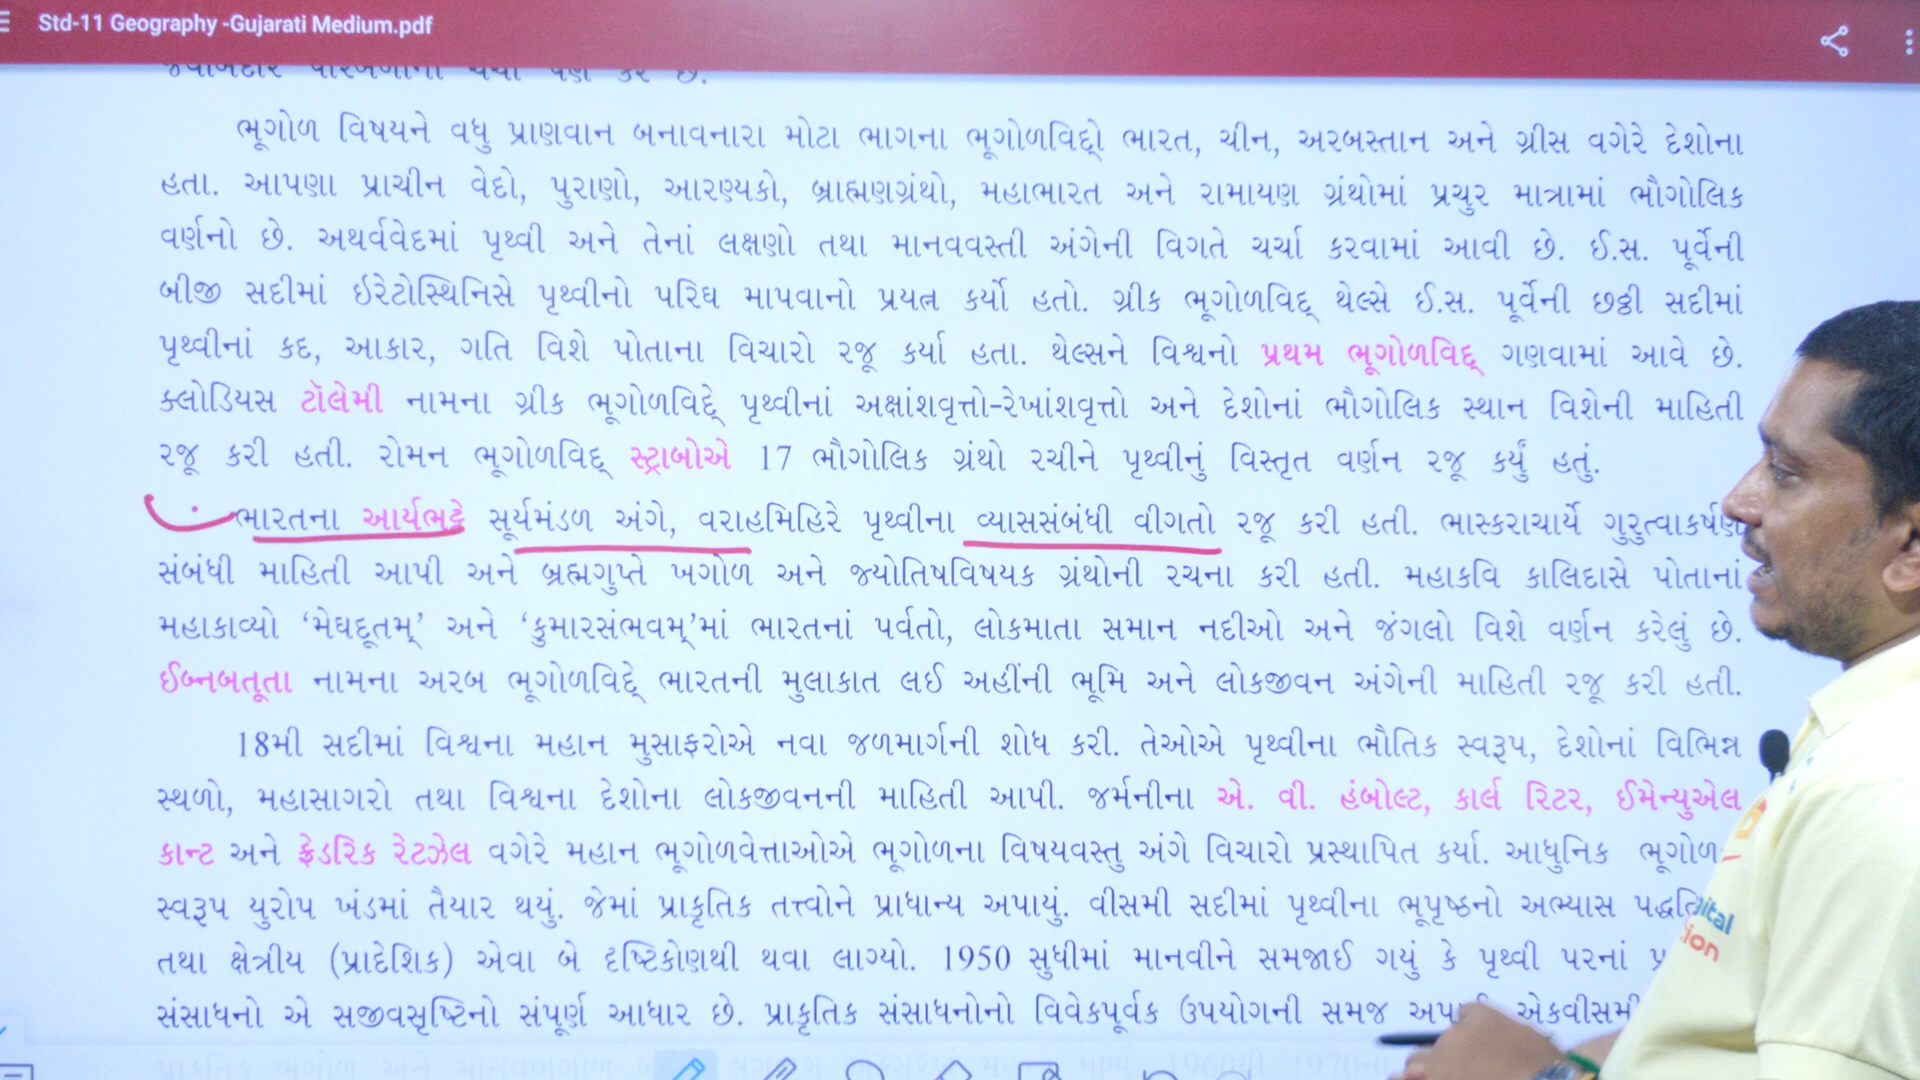 Std-11 Geography -Gujarati Medium.pdf
ભૂગોળ વિષયને વધુ પ્રાણવાન બનાવનારા મોટા ભાગના ભૂગોળવિદ્દો ભારત, ચીન, અરબસ્તાન અને ગ્રીસ વગેરે દેશોના
હતા. આપણા પ્રાચીન વેદો, પુરાણો, આરણ્યકો, બ્રાહ્મણગ્રંથો, મહાભારત અને રામાયણ ગ્રંથોમાં પ્રચુર માત્રામાં ભૌગોલિક
વર્ણનો છે. અથર્વવેદમાં પૃથ્વી અને તેનાં લક્ષણો તથા માનવવસ્તી અંગેની વિગતે ચર્ચા કરવામાં આવી છે. ઈ.સ. પૂર્વેની
બીજી સદીમાં ઇરેટોસ્થિનિસે પૃથ્વીનો પરિઘ માપવાનો પ્રયત્ન કર્યો હતો. ગ્રીક ભૂગોળવિદ્ થેલ્સે ઈ.સ. પૂર્વેની છઠ્ઠી સદીમાં
પૃથ્વીનાં કદ, આકાર, ગતિ વિશે પોતાના વિચારો રજૂ કર્યા હતા. થેલ્સને વિશ્વનો પ્રથમ ભૂગોળવિદ્ ગણવામાં આવે છે.
ક્લોડિયસ ટૉલેમી નામના ગ્રીક ભૂગોળવિદ્દે પૃથ્વીનાં અક્ષાંશવૃત્તો-રેખાંશવૃત્તો અને દેશોનાં ભૌગોલિક સ્થાન વિશેની માહિતી
રજૂ કરી હતી. રોમન ભૂગોળવિદ્ સ્ટ્રાબોએ 17 ભૌગોલિક ગ્રંથો રચીને પૃથ્વીનું વિસ્તૃત વર્ણન રજૂ કર્યું હતું.
ભારતના આર્યભટ્ટે સૂર્યમંડળ અંગે, વરાહમિહિરે પૃથ્વીના વ્યાસસંબંધી વીગતો રજૂ કરી હતી. ભાસ્કરાચાર્યે ગુરુત્વાકર્ષણ
સંબંધી માહિતી આપી અને બ્રહ્મગુપ્તે ખગોળ અને જ્યોતિષવિષયક ગ્રંથોની રચના કરી હતી. મહાકવિ કાલિદાસે પોતાનાં
મહાકાવ્યો ‘મેઘદૂતમ્’ અને ‘કુમારસંભવમ્’માં ભારતનાં પર્વતો, લોકમાતા સમાન નદીઓ અને જંગલો વિશે વર્ણન કરેલું છે.
ઈબ્નબતૂતા નામના અરબ ભૂગોળવિદ્દે ભારતની મુલાકાત લઈ અહીંની ભૂમિ અને લોકજીવન અંગેની માહિતી રજૂ કરી હતી.
18મી સદીમાં વિશ્વના મહાન મુસાફરોએ નવા જળમાર્ગની શોધ કરી. તેઓએ પૃથ્વીના ભૌતિક સ્વરૂપ, દેશોનાં વિભિન્ન
સ્થળો, મહાસાગરો તથા વિશ્વના દેશોના લોકજીવનની માહિતી આપી. જર્મનીના એ. વી. હંબોલ્ટ, કાર્લ રિટર, ઈમેન્યુએલ
કાન્ટ અને ફ્રેડરિક રેટઝેલ વગેરે મહાન ભૂગોળવેત્તાઓએ ભૂગોળના વિષયવસ્તુ અંગે વિચારો પ્રસ્થાપિત કર્યા. આધુનિક ભૂગોળ
સ્વરૂપ યુરોપ ખંડમાં તૈયાર થયું. જેમાં પ્રાકૃતિક તત્ત્વોને પ્રાધાન્ય અપાયું. વીસમી સદીમાં પૃથ્વીના ભૂપૃષ્ઠનો અભ્યાસ પદ્ધતિ
તથા ક્ષેત્રીય (પ્રાદેશિક) એવા બે દૃષ્ટિકોણથી થવા લાગ્યો. 1950 સુધીમાં માનવીને સમજાઈ ગયું કે પૃથ્વી પરનાં
સંસાધનો એ સજીવસૃષ્ટિનો સંપૂર્ણ આધાર છે. પ્રાકૃતિક સંસાધનોનો વિવેકપૂર્વક ઉપયોગની સમજ